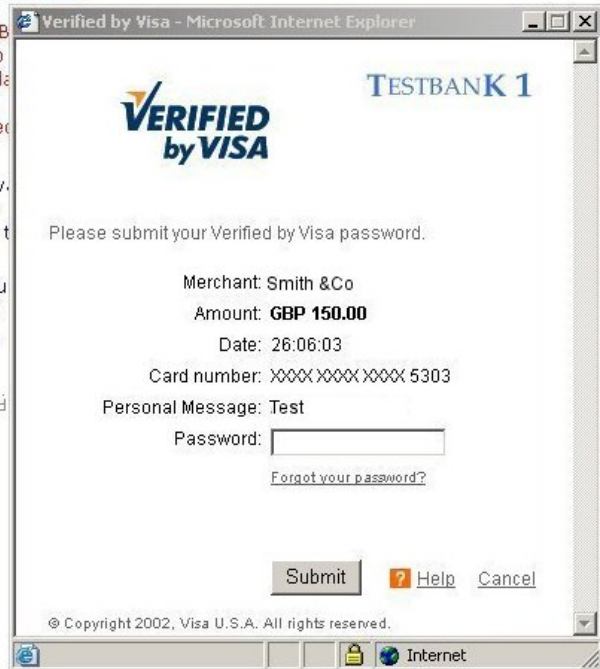 Verified by Visa - Microsoft Internet Explorer
TESTBANK 1
VERIFIED
by VISA
Please submit your Verified by Visa password.
Merchant: Smith &Co
Amount: GBP 150.00
Date: 26:06:03
Card number: XXXX XXXX XXXX 5303
Personal Message: Test
Password:
Forgot your password?
Submit ? Help Cancel
© Copyright 2002, Visa U.S.A. All rights reserved.
Internet